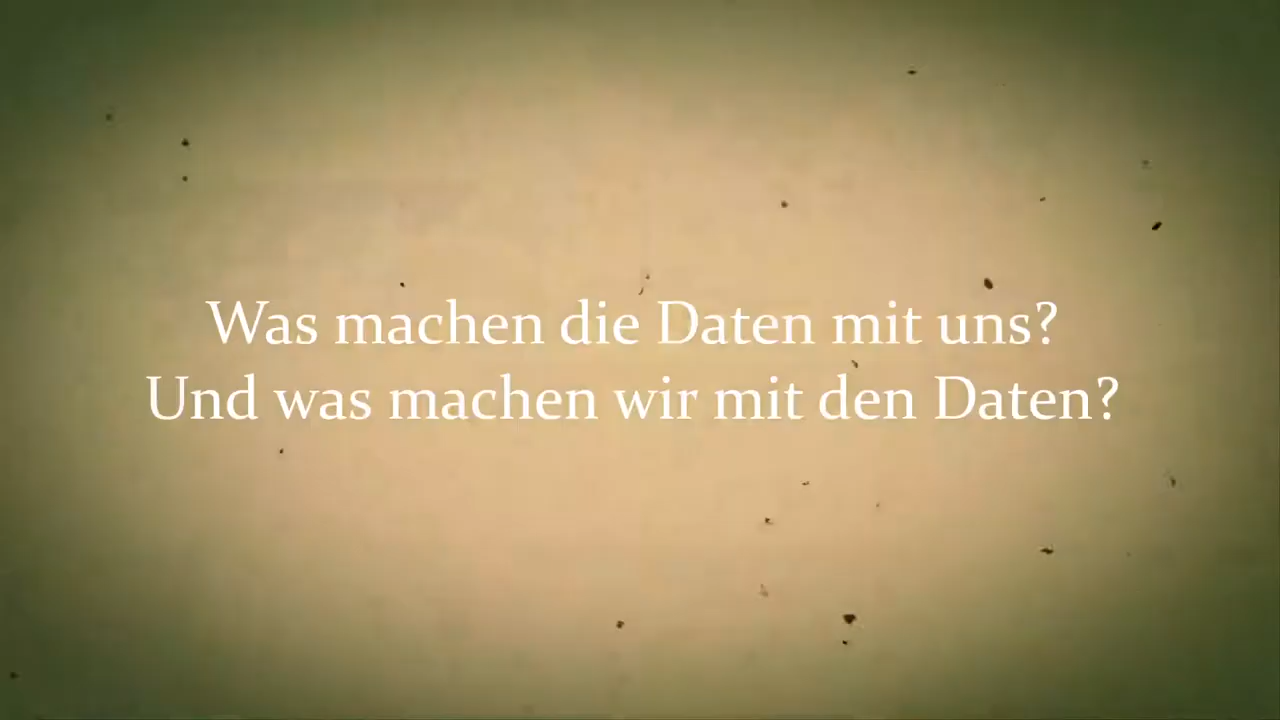 Was machen die Daten mit uns?
Und was machen wir mit den Daten?